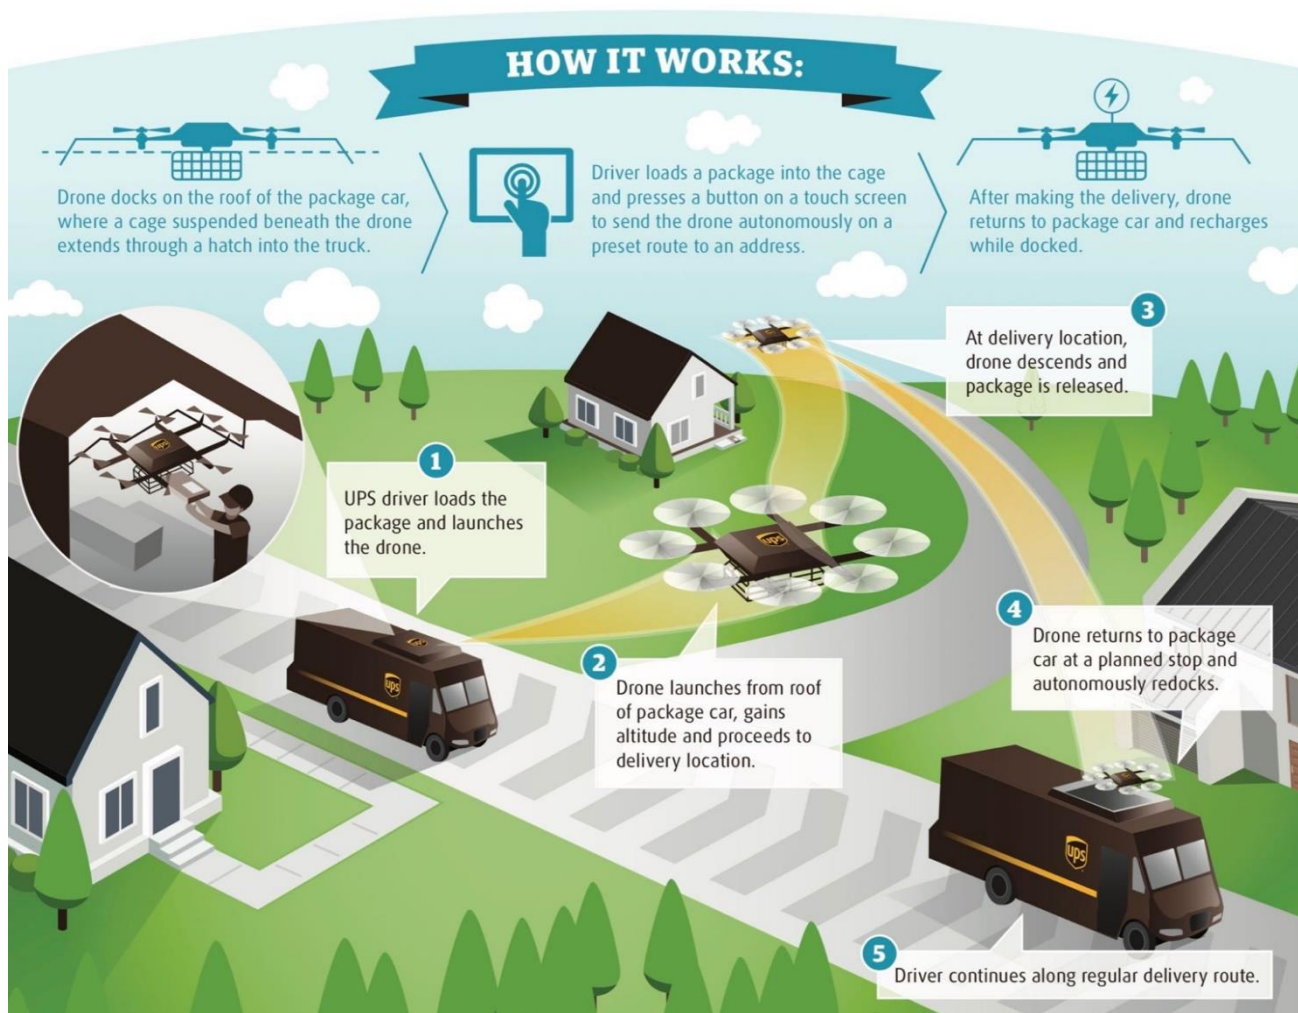 HOW IT WORKS:
Drone docks on the roof of the package car,
where a cage suspended beneath the drone
extends through a hatch into the truck.
Driver loads a package into the cage
and presses a button on a touch screen
to send the drone autonomously on a
preset route to an address.
After making the delivery, drone
returns to package car and recharges
while docked.
ups
1
UPS driver loads the
package and launches
the drone.
ups
ups
2
Drone launches from roof
of package car, gains
altitude and proceeds to
delivery location.
ups
3
At delivery location,
drone descends and
package is released.
4
Drone returns to package
car at a planned stop and
autonomously redocks.
ups
5
Driver continues along regular delivery route.